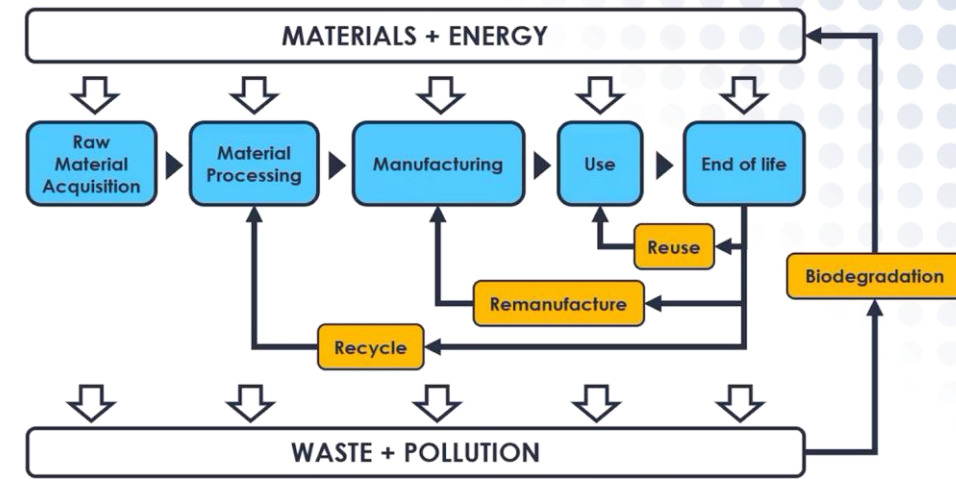 MATERIALS + ENERGY
Raw
Material
Acquisition
Material
Processing
Manufacturing
Use
End of life
Reuse
Biodegradation
Remanufacture
Recycle
WASTE + POLLUTION